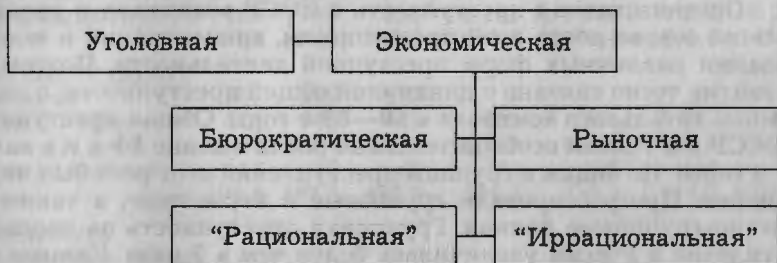 Уголовная Экономическая
Бюрократическая Рыночная
“Рациональная” “Иррациональная”